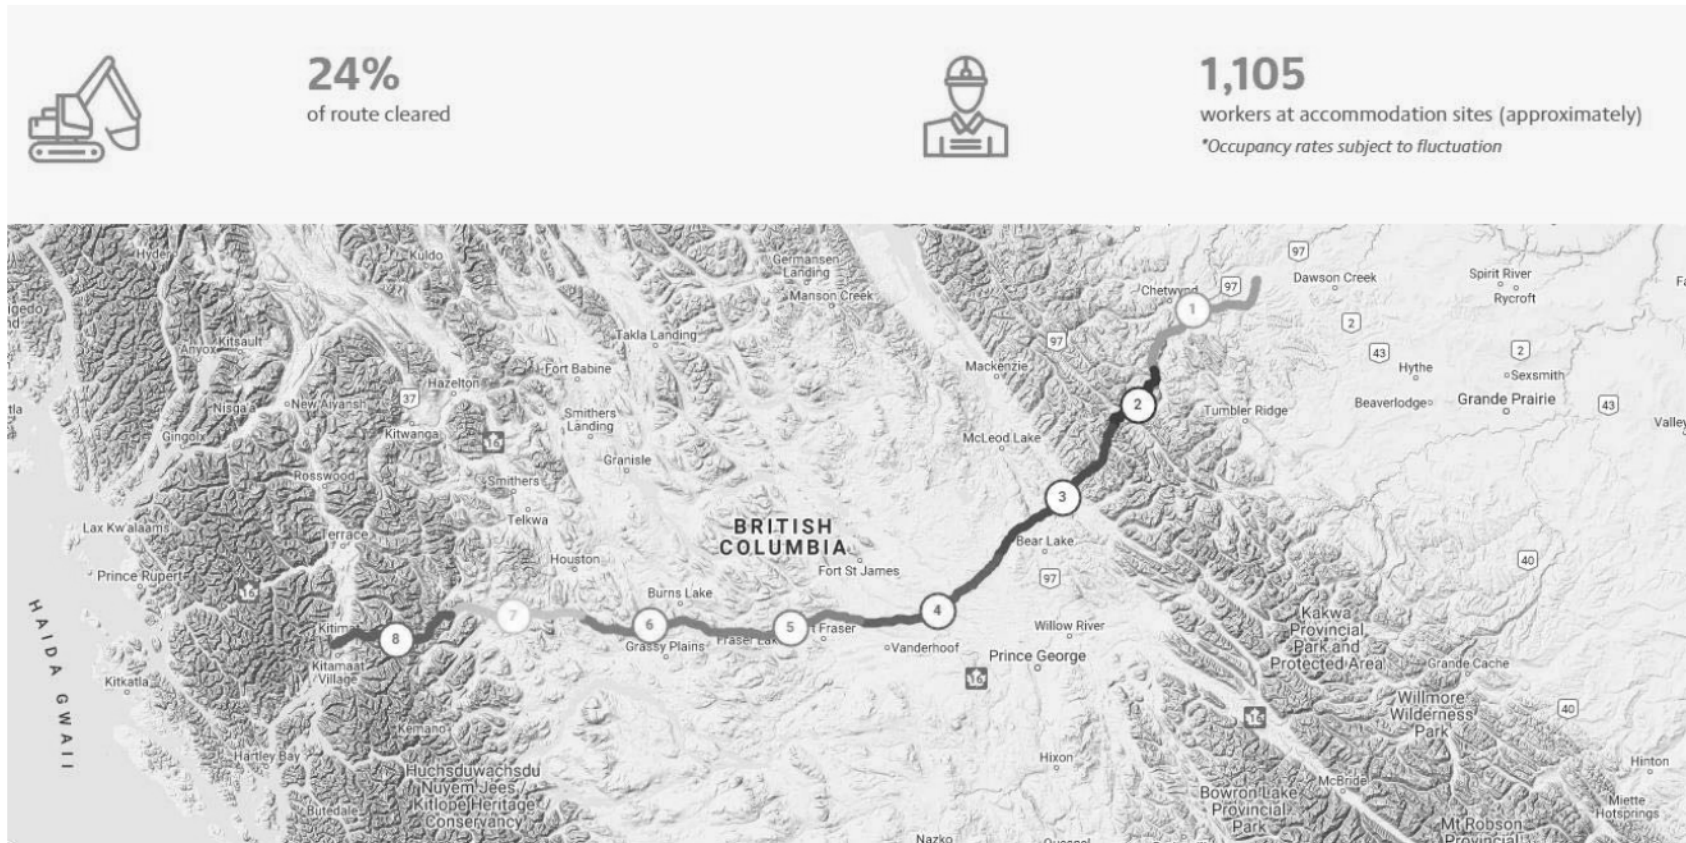 24%
of route cleared
1,105
workers at accommodation sites (approximately)
*Occupancy rates subject to fluctuation
Hyder
Kuldo
Germansen
Landing
Manson Creek
97
Dawson Creek
Spirit River
Rycroft
Chetwynd
97
1
2
43
2
Hythe
Sexsmith
Beaverlodge
Grande Prairie
43
Valley
Kitsault
Anyox
Takla Landing
97
Mackenzie
Fort Babine
Hazelton
37
New Aiyansh
Nisga'a
Gingolx
Kitwanga
16
Smithers
Landing
2
Tumbler Ridge
McLeod Lake
Granisle
Rosswood
Smithers
Telkwa
3
Lax Kw'alaams
Terrace
BRITISH
COLUMBIA
Bear Lake
97
40
Houston
Fort St James
Prince Rupert
16
Burns Lake
HAIDA GWAII
Kitimat
8
7
6
5
t Fraser
4
Grassy Plains
Fraser Lake
Vanderhoof
Willow River
Prince George
16
Kakwa
Provincial
Park and
Protected Area
Grande Cache
Kitamaat
Village
Kitkatla
Willmore
Wilderness
Park
40
16
Kemano
Hartley Bay
Huchsduwachsdu
Nuyem Jees /
Kitlope Heritage
Conservancy
Butedale
Hixon
Hinton
McBride
Bowron Lake
Provincial
Park
Miette
Hotsprings
Mt Robson
Provincial
Nazko
Quesnel